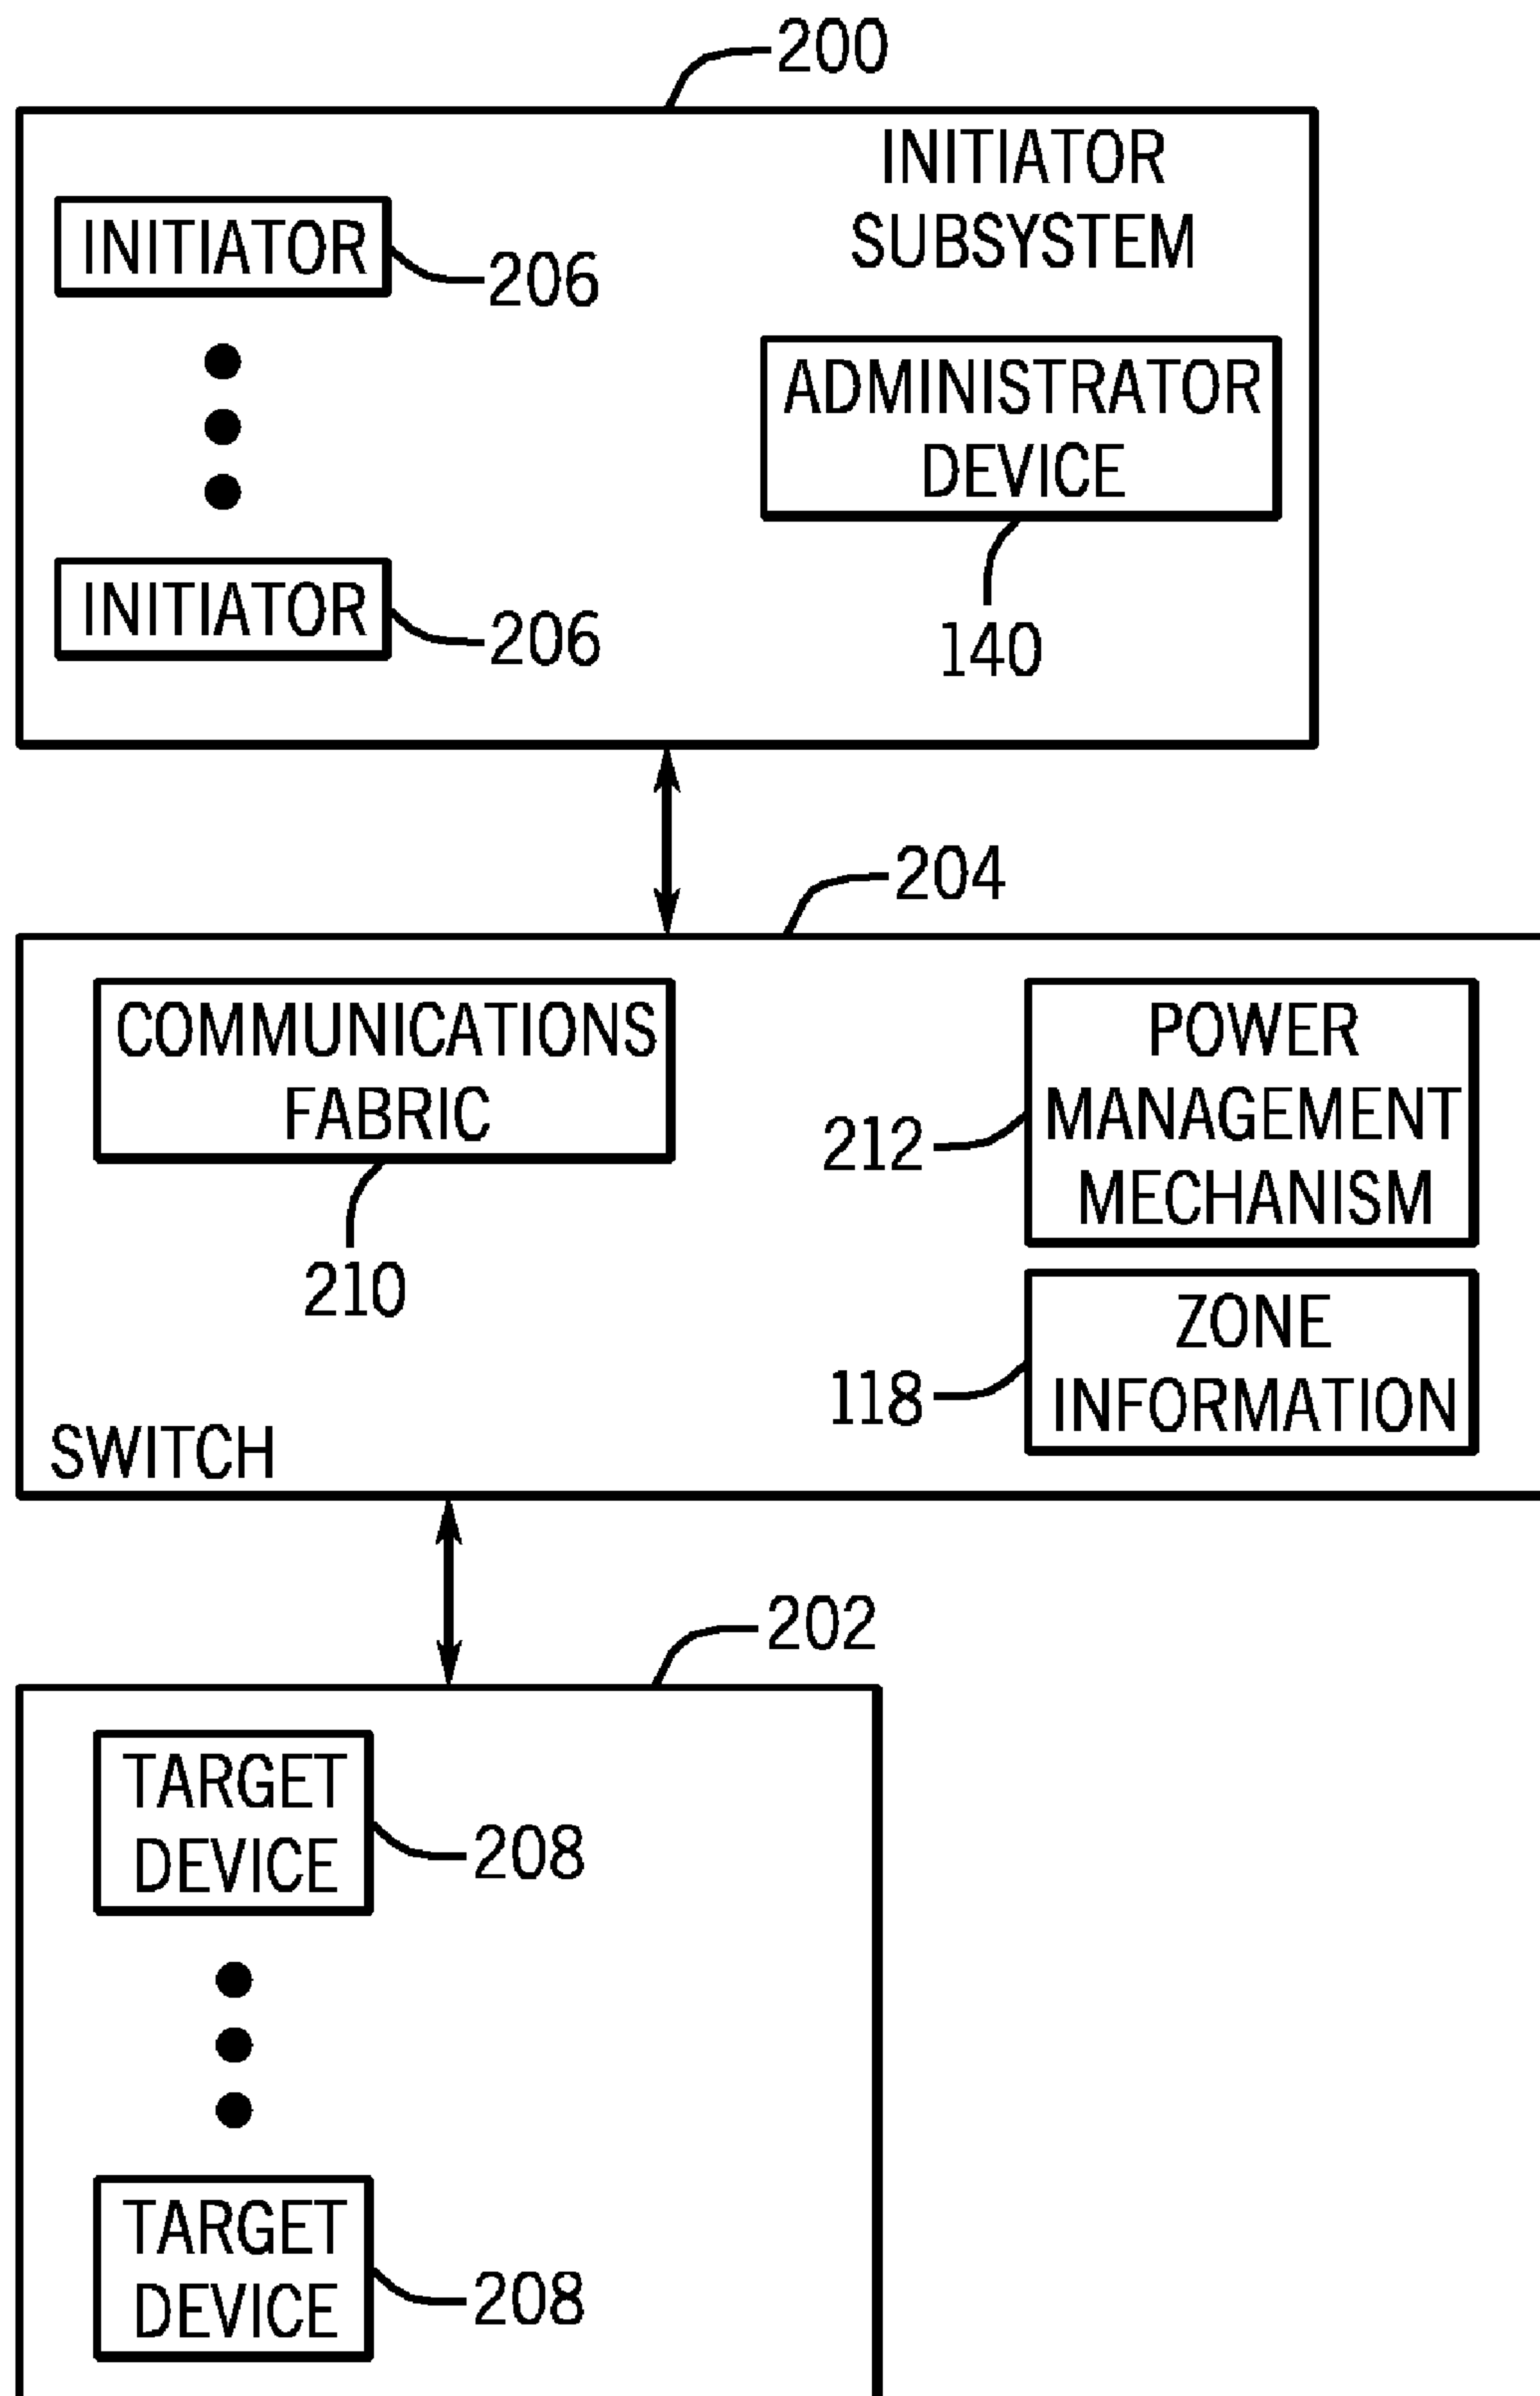 200
INITIATOR
SUBSYSTEM
INITIATOR
206
ADMINISTRATOR
DEVICE
INITIATOR
206
140
204
COMMUNICATIONS
FABRIC
210
POWER
MANAGEMENT
MECHANISM
212
ZONE
INFORMATION
118
SWITCH
202
TARGET
DEVICE
208
TARGET
DEVICE
208